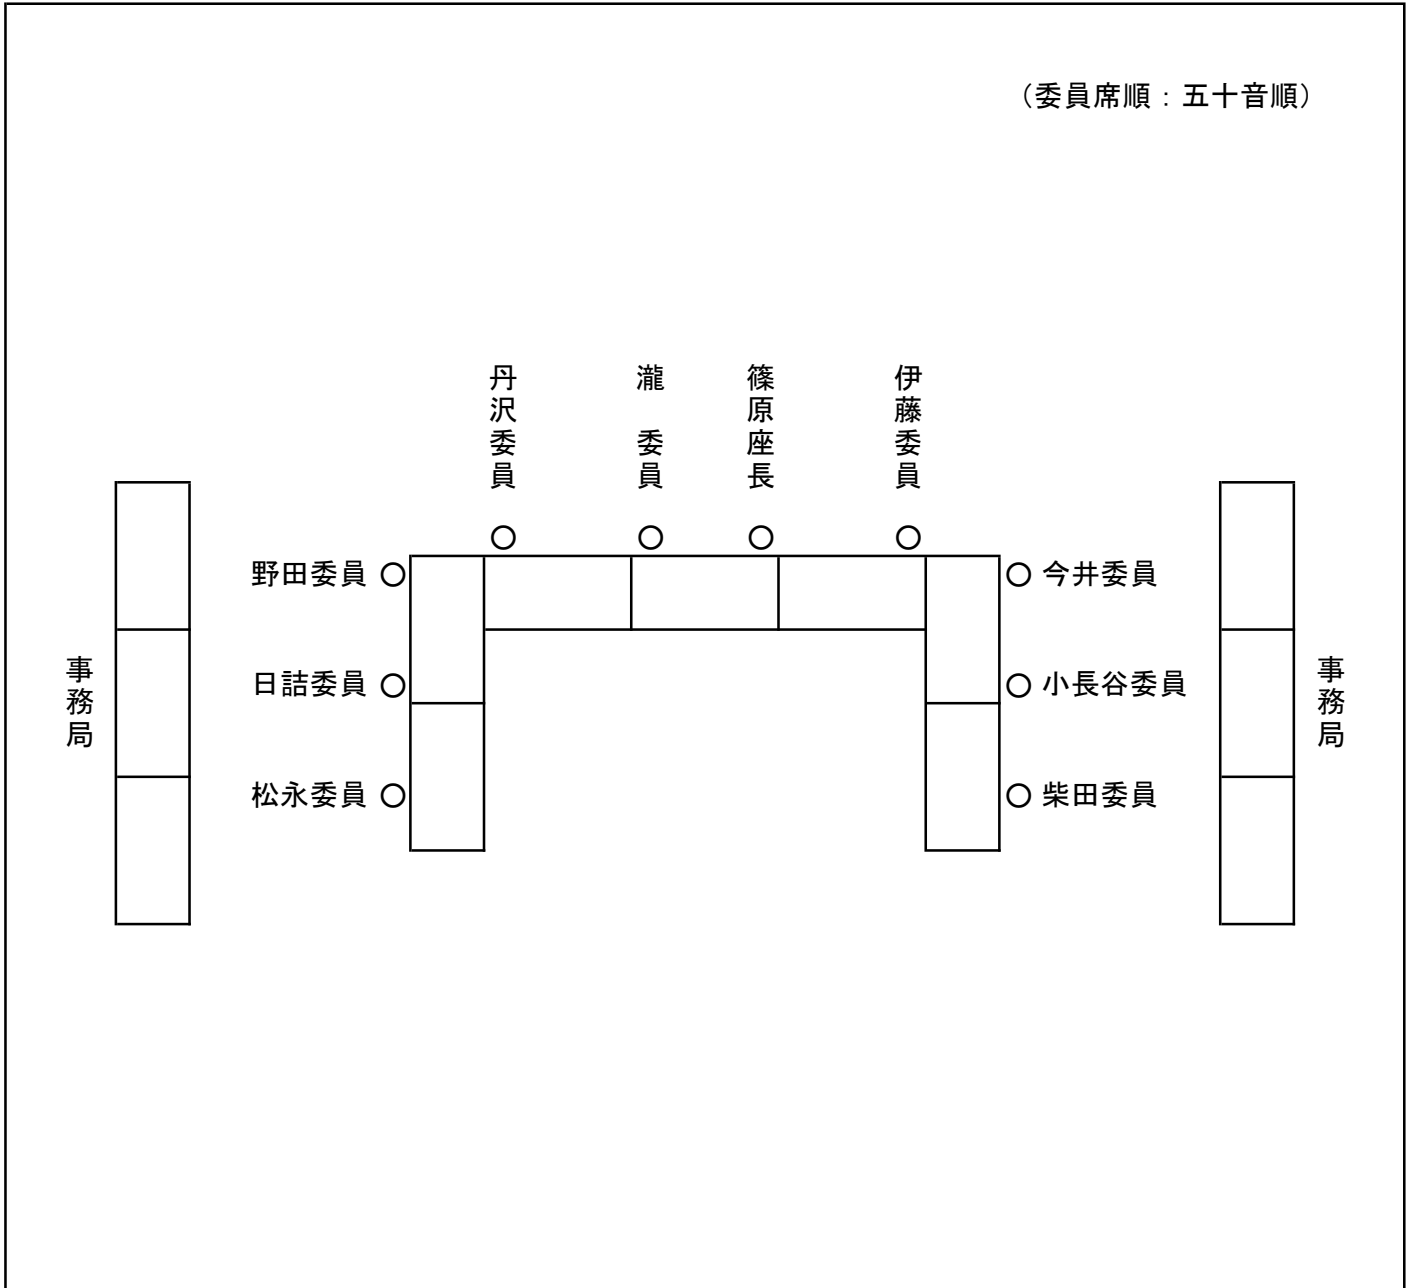 （委員席順：五十音順）
丹沢委員
瀧　委員
篠原座長
伊藤委員
野田委員 ○
○ 今井委員
日詰委員 ○
○ 小長谷委員
松永委員 ○
○ 柴田委員
事務局
事務局